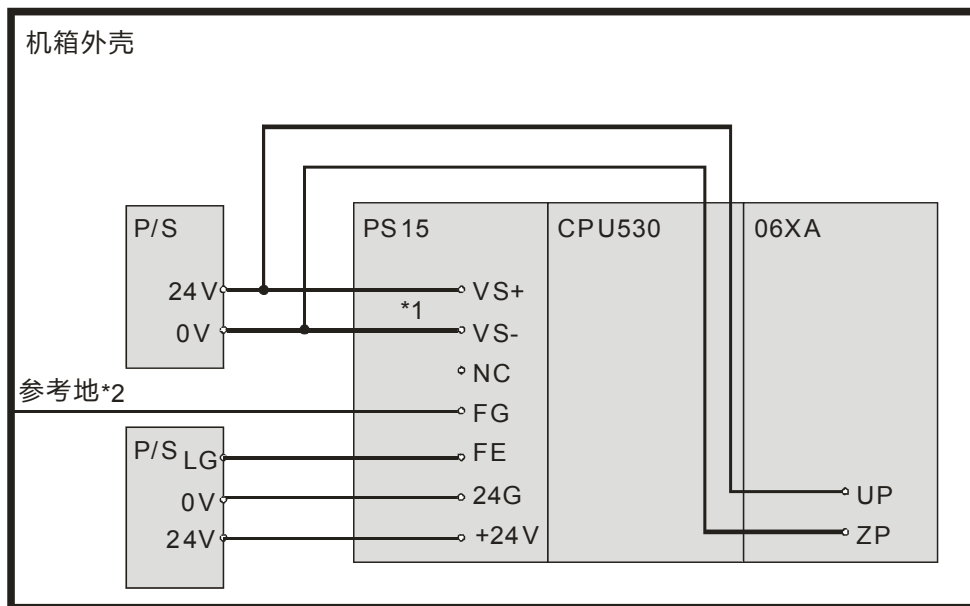 机箱外壳
P/S
24V
0V
PS15
CPU530
06XA
VS+
*1
VS-
NC
参考地*2
FG
P/S
LG
0V
24V
FE
24G
+24V
UP
ZP